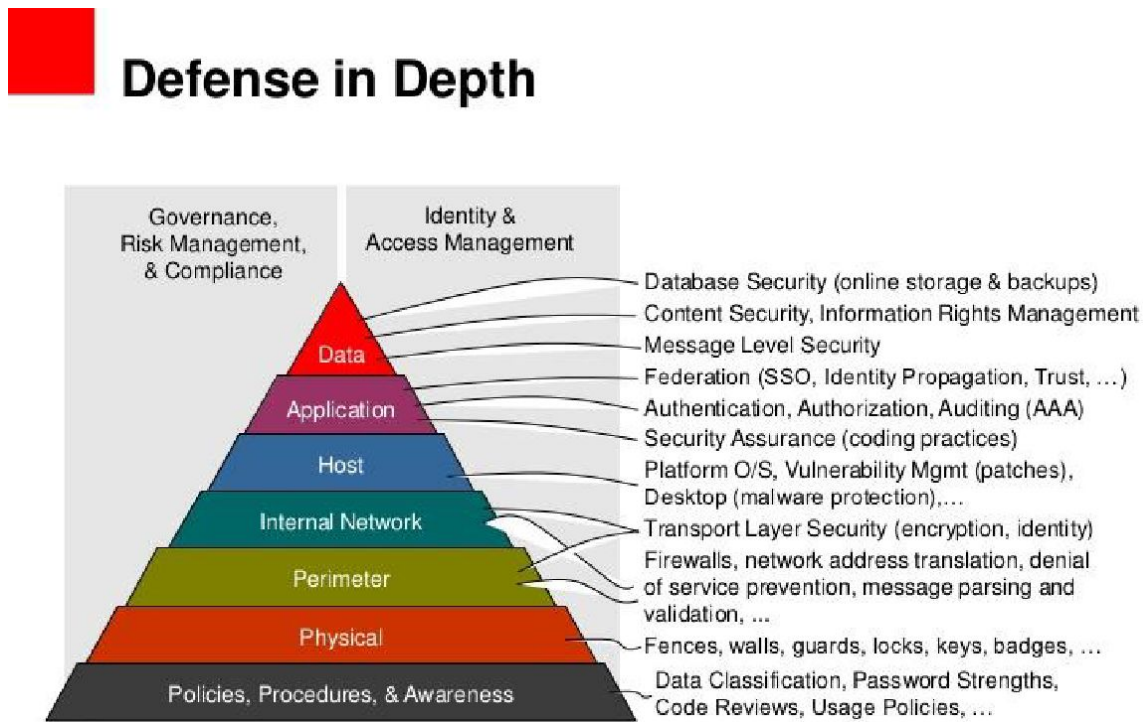 Defense in Depth
Governance,
Risk Management,
& Compliance
Identity &
Access Management
Data
Application
Host
Internal Network
Perimeter
Physical
Policies, Procedures, & Awareness
Database Security (online storage & backups)
Content Security, Information Rights Management
Message Level Security
Federation (SSO, Identity Propagation, Trust, …)
Authentication, Authorization, Auditing (AAA)
Security Assurance (coding practices)
Platform O/S, Vulnerability Mgmt (patches),
Desktop (malware protection),…
Transport Layer Security (encryption, identity)
Firewalls, network address translation, denial
of service prevention, message parsing and
validation, ...
Fences, walls, guards, locks, keys, badges, …
Data Classification, Password Strengths,
Code Reviews, Usage Policies, …